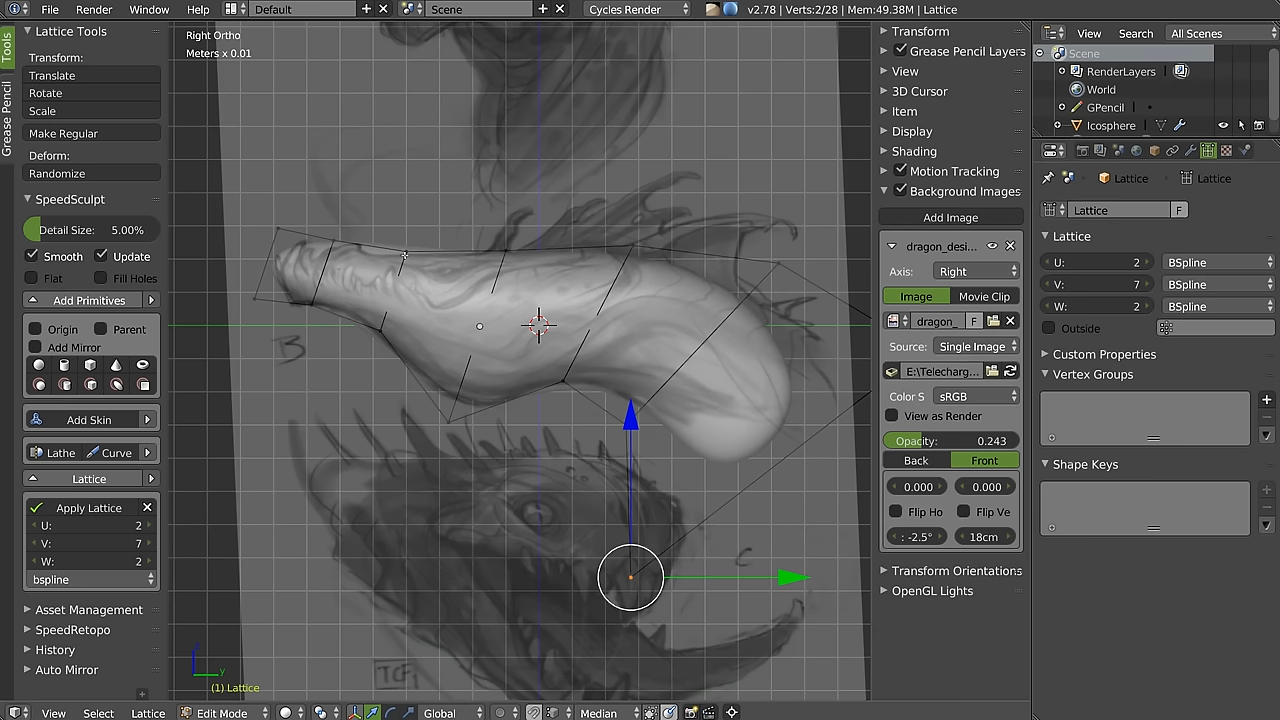 File Render Window Help Default Scene Cycles Render v2.78 | Verts:2/28 | Mem:49.38M | Lattice
Tools
Grease Pencil
Lattice Tools
Transform:
Translate
Rotate
Scale
Make Regular
Deform:
Randomize
SpeedSculpt
Detail Size: 5.00%
Smooth Update
Flat Fill Holes
Add Primitives
Origin Parent
Add Mirror
Add Skin
Lathe Curve
Lattice
Apply Lattice
U: 2
V: 7
W: 2
bspline
Asset Management
SpeedRetopo
History
Auto Mirror
Right Ortho
Meters x 0.01
B
C
z
y
(1) Lattice
Transform
Grease Pencil Layers
View
3D Cursor
Item
Display
Shading
Motion Tracking
Background Images
Add Image
dragon_desi...
Axis: Right
Image Movie Clip
dragon_ F
Source: Single Image
E:\Telecharg...
Color S sRGB
View as Render
Opacity: 0.243
Back Front
0.000 0.000
Flip Ho Flip Ve
: -2.5° 18cm
Transform Orientations
OpenGL Lights
View Search All Scenes
Scene
RenderLayers
World
GPencil
Icosphere
Lattice Lattice
Lattice F
Lattice
U: 2 BSpline
V: 7 BSpline
W: 2 BSpline
Outside
Custom Properties
Vertex Groups
Shape Keys
View Select Lattice Edit Mode Global Median